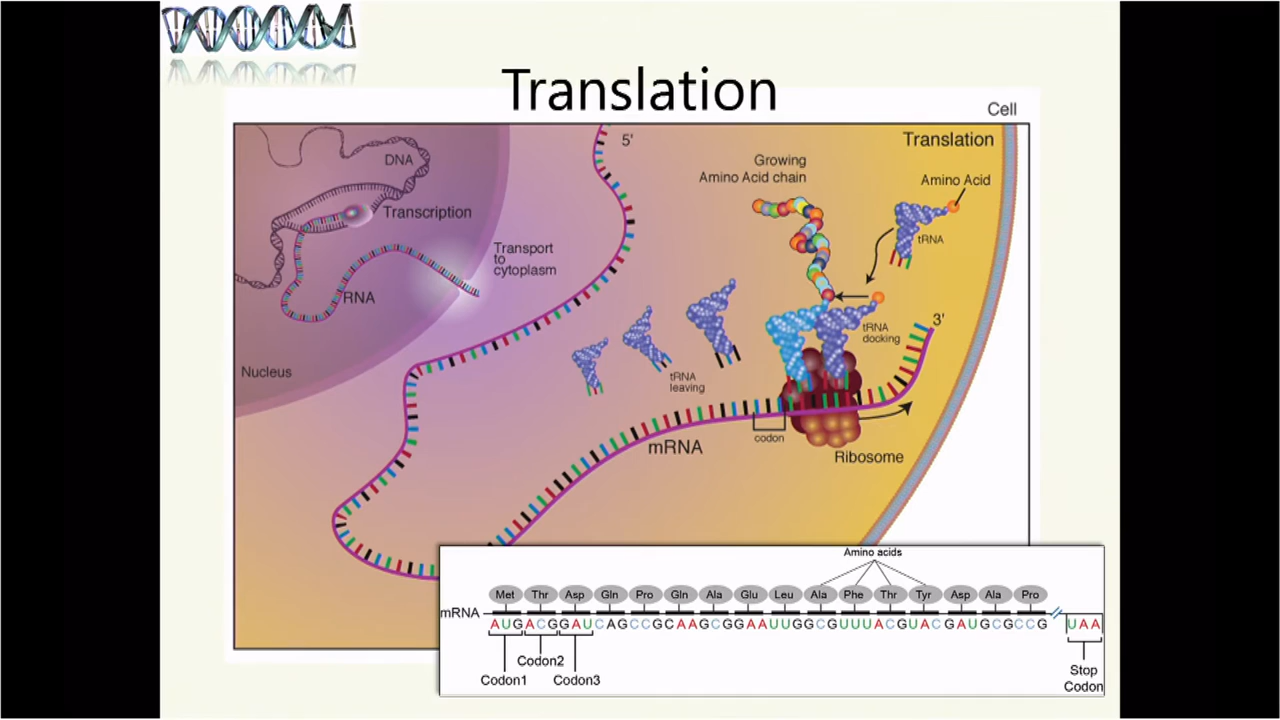 Translation
Cell
5'
Translation
DNA
Growing
Amino Acid chain
Amino Acid
Transcription
tRNA
Transport
to
cytoplasm
RNA
3'
tRNA
docking
Nucleus
tRNA
leaving
codon
mRNA
Ribosome
Amino acids
Met Thr Asp Gln Pro Gln Ala Glu Leu Ala Phe Thr Tyr Asp Ala Pro
mRNA
AUGACGGAUCAGCCGCAAGCGGAAUUGGCGUUUACGUACGAUGCGCCG UAA
Codon1
Codon2
Codon3
Stop
Codon